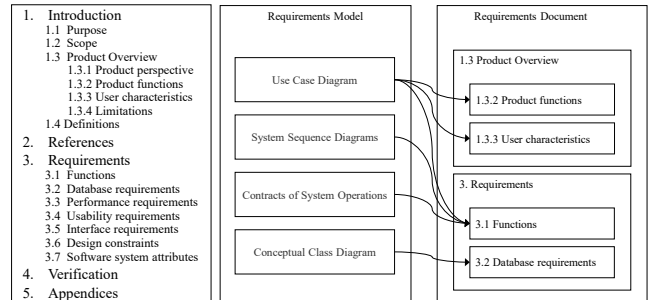 1. Introduction
1.1 Purpose
1.2 Scope
1.3 Product Overview
1.3.1 Product perspective
1.3.2 Product functions
1.3.3 User characteristics
1.3.4 Limitations
1.4 Definitions
2. References
3. Requirements
3.1 Functions
3.2 Database requirements
3.3 Performance requirements
3.4 Usability requirements
3.5 Interface requirements
3.6 Design constraints
3.7 Software system attributes
4. Verification
5. Appendices
Requirements Model
Use Case Diagram
System Sequence Diagrams
Contracts of System Operations
Conceptual Class Diagram
Requirements Document
1.3 Product Overview
1.3.2 Product functions
1.3.3 User characteristics
3. Requirements
3.1 Functions
3.2 Database requirements